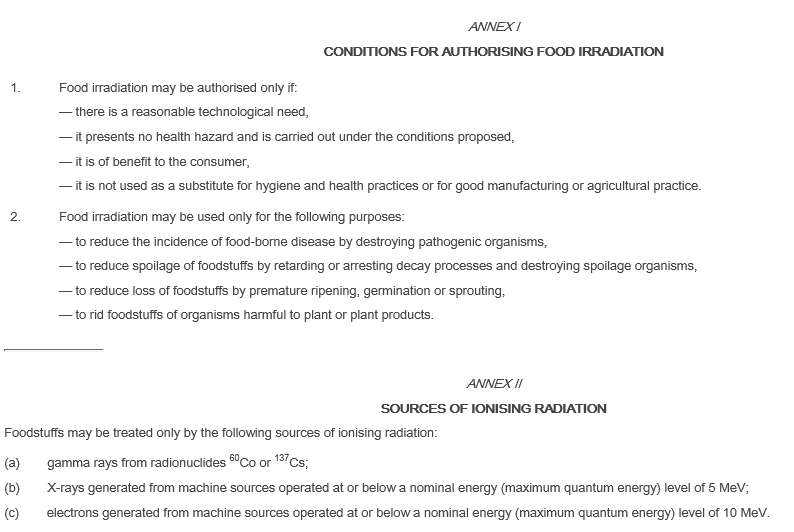 ANNEX I
CONDITIONS FOR AUTHORISING FOOD IRRADIATION
1. Food irradiation may be authorised only if:
— there is a reasonable technological need,
— it presents no health hazard and is carried out under the conditions proposed,
— it is of benefit to the consumer,
— it is not used as a substitute for hygiene and health practices or for good manufacturing or agricultural practice.
2. Food irradiation may be used only for the following purposes:
— to reduce the incidence of food-borne disease by destroying pathogenic organisms,
— to reduce spoilage of foodstuffs by retarding or arresting decay processes and destroying spoilage organisms,
— to reduce loss of foodstuffs by premature ripening, germination or sprouting,
— to rid foodstuffs of organisms harmful to plant or plant products.
ANNEX II
SOURCES OF IONISING RADIATION
Foodstuffs may be treated only by the following sources of ionising radiation:
(a) gamma rays from radionuclides ⁶⁰Co or ¹³⁷Cs;
(b) X-rays generated from machine sources operated at or below a nominal energy (maximum quantum energy) level of 5 MeV;
(c) electrons generated from machine sources operated at or below a nominal energy (maximum quantum energy) level of 10 MeV.